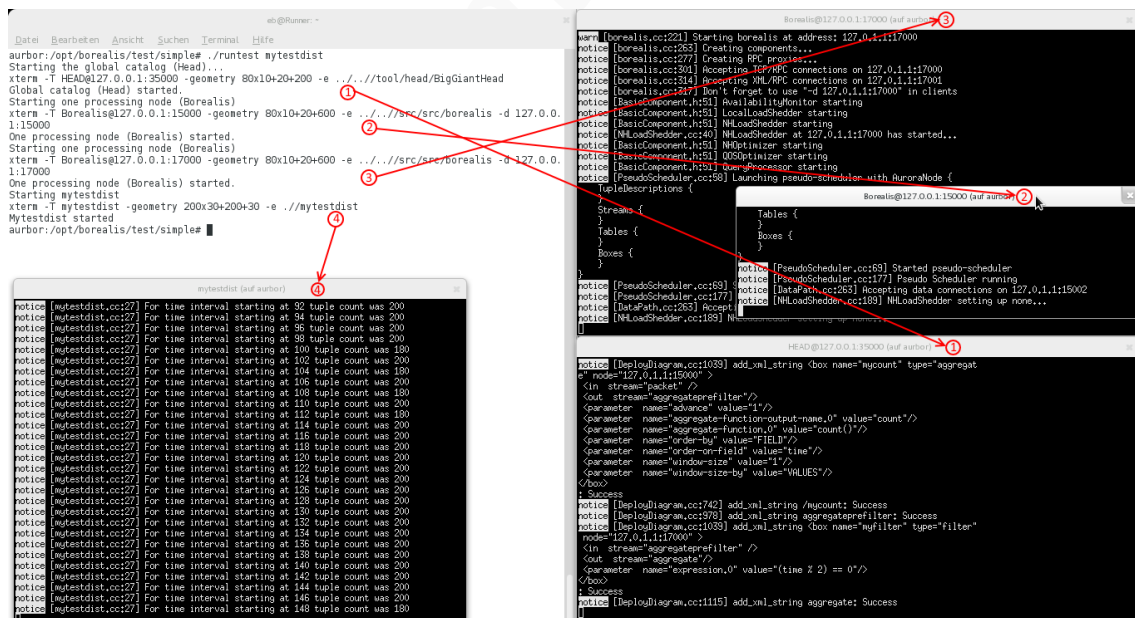 eb@Runner: ~
Datei Bearbeiten Ansicht Suchen Terminal Hilfe
aurbor:/opt/borealis/test/simple# ./runtest mytestdist
Starting the global catalog (Head)...
xterm -T HEAD@127.0.0.1:35000 -geometry 80x10+20+200 -e ../..//tool/head/BigGiantHead
Global catalog (Head) started.
Starting one processing node (Borealis)
xterm -T Borealis@127.0.0.1:15000 -geometry 80x10+20+600 -e ../..//src/src/borealis -d 127.0.0.
1:15000
One processing node (Borealis) started.
Starting one processing node (Borealis)
xterm -T Borealis@127.0.0.1:17000 -geometry 80x10+20+600 -e ../..//src/src/borealis -d 127.0.0.
1:17000
One processing node (Borealis) started.
Starting mytestdist
xterm -T mytestdist -geometry 200x30+200+30 -e .//mytestdist
Mytestdist started
aurbor:/opt/borealis/test/simple#
1
2
3
4
mytestdist (auf aurbor)
4
notice [mytestdist.cc:27] For time interval starting at 92 tuple count was 200
notice [mytestdist.cc:27] For time interval starting at 94 tuple count was 200
notice [mytestdist.cc:27] For time interval starting at 96 tuple count was 200
notice [mytestdist.cc:27] For time interval starting at 98 tuple count was 200
notice [mytestdist.cc:27] For time interval starting at 100 tuple count was 180
notice [mytestdist.cc:27] For time interval starting at 102 tuple count was 200
notice [mytestdist.cc:27] For time interval starting at 104 tuple count was 180
notice [mytestdist.cc:27] For time interval starting at 106 tuple count was 200
notice [mytestdist.cc:27] For time interval starting at 108 tuple count was 180
notice [mytestdist.cc:27] For time interval starting at 110 tuple count was 200
notice [mytestdist.cc:27] For time interval starting at 112 tuple count was 180
notice [mytestdist.cc:27] For time interval starting at 114 tuple count was 200
notice [mytestdist.cc:27] For time interval starting at 116 tuple count was 200
notice [mytestdist.cc:27] For time interval starting at 118 tuple count was 200
notice [mytestdist.cc:27] For time interval starting at 120 tuple count was 200
notice [mytestdist.cc:27] For time interval starting at 122 tuple count was 200
notice [mytestdist.cc:27] For time interval starting at 124 tuple count was 200
notice [mytestdist.cc:27] For time interval starting at 126 tuple count was 200
notice [mytestdist.cc:27] For time interval starting at 128 tuple count was 200
notice [mytestdist.cc:27] For time interval starting at 130 tuple count was 200
notice [mytestdist.cc:27] For time interval starting at 132 tuple count was 200
notice [mytestdist.cc:27] For time interval starting at 134 tuple count was 200
notice [mytestdist.cc:27] For time interval starting at 136 tuple count was 200
notice [mytestdist.cc:27] For time interval starting at 138 tuple count was 200
notice [mytestdist.cc:27] For time interval starting at 140 tuple count was 200
notice [mytestdist.cc:27] For time interval starting at 142 tuple count was 200
notice [mytestdist.cc:27] For time interval starting at 144 tuple count was 200
notice [mytestdist.cc:27] For time interval starting at 146 tuple count was 200
notice [mytestdist.cc:27] For time interval starting at 148 tuple count was 180
Borealis@127.0.0.1:17000 (auf aurbor)
3
warn [borealis.cc:221] Starting borealis at address: 127.0.1.1:17000
notice [borealis.cc:263] Creating components...
notice [borealis.cc:277] Creating RPC proxies...
notice [borealis.cc:301] Accepting TCP/RPC connections on 127.0.1.1:17000
notice [borealis.cc:314] Accepting XML/RPC connections on 127.0.1.1:17001
notice [borealis.cc:317] Don't forget to use "-d 127.0.1.1:17000" in clients
notice [BasicComponent.h:51] AvailabilityMonitor starting
notice [BasicComponent.h:51] LocalLoadShedder starting
notice [BasicComponent.h:51] NHLoadShedder starting
notice [NHLoadShedder.cc:40] NHLoadShedder at 127.0.1.1:17000 has started...
notice [BasicComponent.h:51] NHOptimizer starting
notice [BasicComponent.h:51] QOSOptimizer starting
notice [BasicComponent.h:51] QueryProcessor starting
notice [PseudoScheduler.cc:58] Launching pseudo-scheduler with AuroraNode {
TupleDescriptions {
}
Streams {
}
Tables {
}
Boxes {
}
}
notice [PseudoScheduler.cc:69]
notice [PseudoScheduler.cc:177]
notice [DataPath.cc:263] Accepti
notice [NHLoadShedder.cc:189] NHLoadShedder setting up none...
Borealis@127.0.0.1:15000 (auf aurbor)
2
Tables {
}
Boxes {
}
}
notice [PseudoScheduler.cc:69] Started pseudo-scheduler
notice [PseudoScheduler.cc:177] Pseudo Scheduler running
notice [DataPath.cc:263] Accepting data connections on 127.0.1.1:15002
notice [NHLoadShedder.cc:189] NHLoadShedder setting up none...
HEAD@127.0.0.1:35000 (auf aurbor)
1
notice [DeployDiagram.cc:1039] add_xml_string <box name="mycount" type="aggregat
e" node="127.0.1.1:15000" >
<in stream="packet" />
<out stream="aggregateprefilter"/>
<parameter name="advance" value="1"/>
<parameter name="aggregate-function-output-name.0" value="count"/>
<parameter name="aggregate-function.0" value="count()"/>
<parameter name="order-by" value="FIELD"/>
<parameter name="order-on-field" value="time"/>
<parameter name="window-size" value="1"/>
<parameter name="window-size-by" value="VALUES"/>
</box>
: Success
notice [DeployDiagram.cc:742] add_xml_string /mycount: Success
notice [DeployDiagram.cc:978] add_xml_string aggregateprefilter: Success
notice [DeployDiagram.cc:1039] add_xml_string <box name="myfilter" type="filter"
node="127.0.1.1:17000" >
<in stream="aggregateprefilter" />
<out stream="aggregate"/>
<parameter name="expression.0" value="(time % 2) == 0"/>
</box>
: Success
notice [DeployDiagram.cc:1115] add_xml_string aggregate: Success